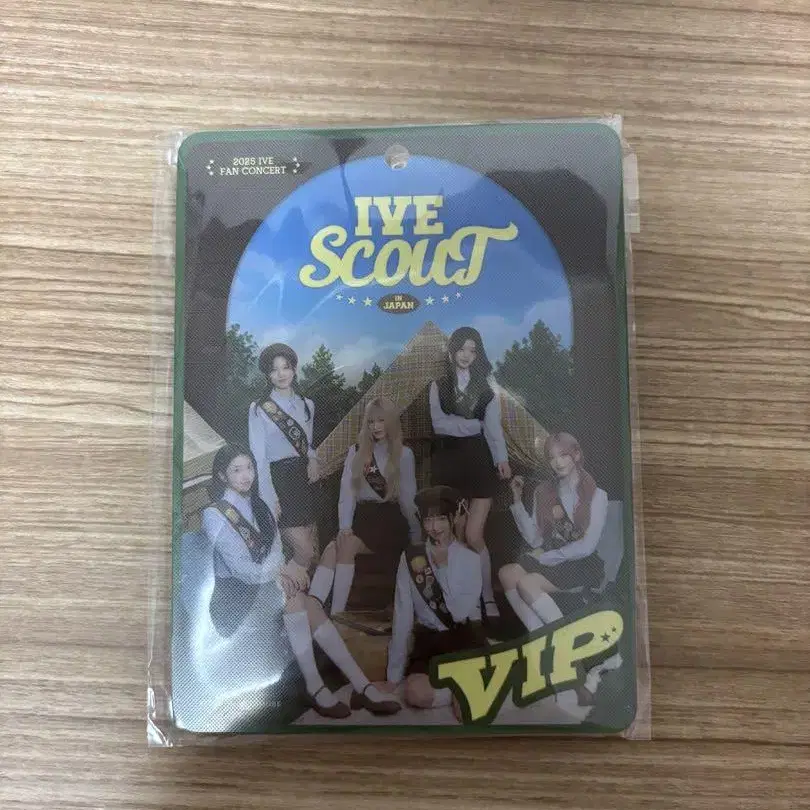 2025 IVE
FAN CONCERT
IVE
SCOUT
IN
JAPAN
VIP